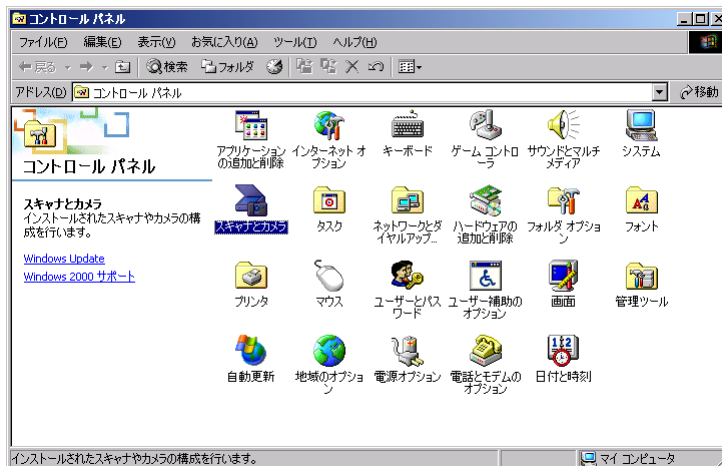 コントロール パネル
ファイル(F) 編集(E) 表示(V) お気に入り(A) ツール(T) ヘルプ(H)
戻る 検索 フォルダ
アドレス(D) コントロール パネル 移動
コントロール パネル
スキャナとカメラ
インストールされたスキャナやカメラの構
成を行います。
Windows Update
Windows 2000 サポート
アプリケーション
の追加と削除
インターネット オ
プション
キーボード
ゲーム コントロ
ーラ
サウンドとマルチ
メディア
システム
スキャナとカメラ
タスク
ネットワークとダ
イヤルアップ...
ハードウェアの
追加と削除
フォルダ オプショ
ン
フォント
プリンタ
マウス
ユーザーとパス
ワード
ユーザー補助の
オプション
画面
管理ツール
自動更新
地域のオプショ
ン
電源オプション
電話とモデムの
オプション
日付と時刻
インストールされたスキャナやカメラの構成を行います。 マイ コンピュータ